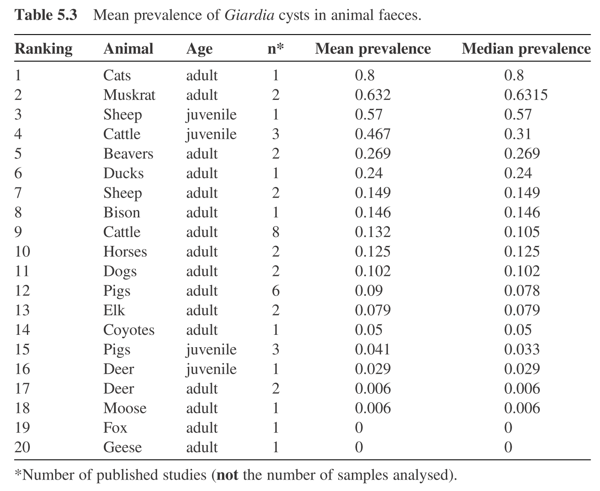 Table 5.3 Mean prevalence of Giardia cysts in animal faeces.
Ranking Animal Age n* Mean prevalence Median prevalence
1 Cats adult 1 0.8 0.8
2 Muskrat adult 2 0.632 0.6315
3 Sheep juvenile 1 0.57 0.57
4 Cattle juvenile 3 0.467 0.31
5 Beavers adult 2 0.269 0.269
6 Ducks adult 1 0.24 0.24
7 Sheep adult 2 0.149 0.149
8 Bison adult 1 0.146 0.146
9 Cattle adult 8 0.132 0.105
10 Horses adult 2 0.125 0.125
11 Dogs adult 2 0.102 0.102
12 Pigs adult 6 0.09 0.078
13 Elk adult 2 0.079 0.079
14 Coyotes adult 1 0.05 0.05
15 Pigs juvenile 3 0.041 0.033
16 Deer juvenile 1 0.029 0.029
17 Deer adult 2 0.006 0.006
18 Moose adult 1 0.006 0.006
19 Fox adult 1 0 0
20 Geese adult 1 0 0
*Number of published studies (not the number of samples analysed).